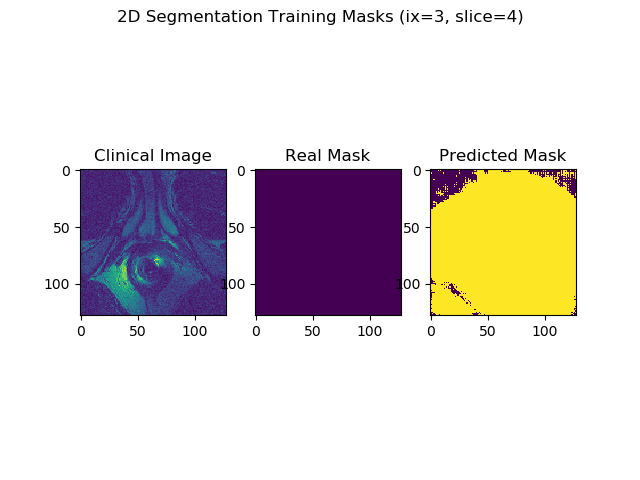 2D Segmentation Training Masks (ix=3, slice=4)
Clinical Image Real Mask Predicted Mask
0 0 0
50 50 50
100 100 100
0 50 100 0 50 100 0 50 100